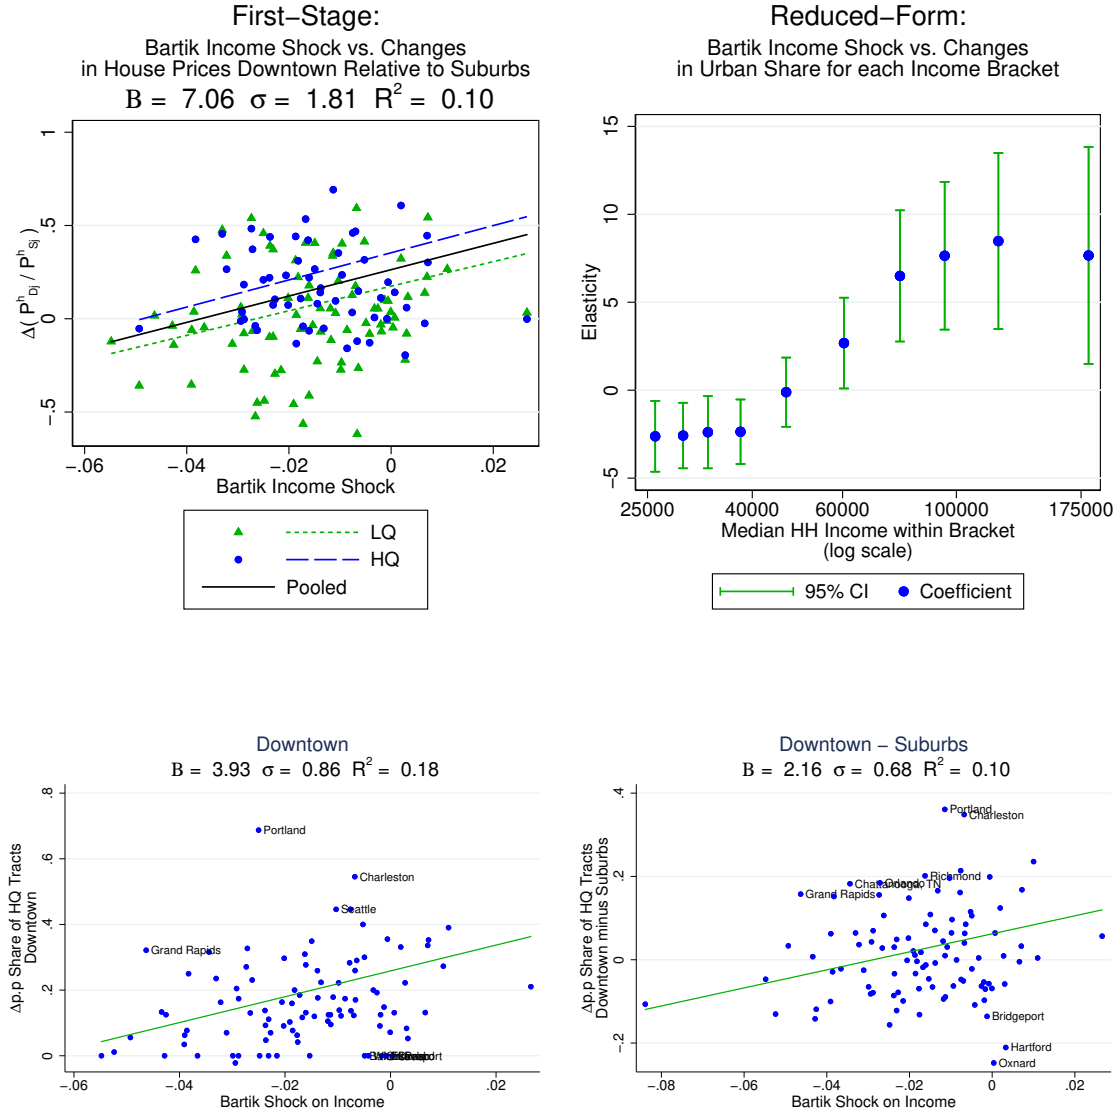 First−Stage:
Bartik Income Shock vs. Changes
in House Prices Downtown Relative to Suburbs
B = 7.06 σ = 1.81 R² = 0.10
Δ( Pʰ_Dj / Pʰ_Sj )
1
.5
0
−.5
−.06
−.04
−.02
0
.02
Bartik Income Shock
LQ
HQ
Pooled
Reduced−Form:
Bartik Income Shock vs. Changes
in Urban Share for each Income Bracket
Elasticity
15
10
5
0
−5
25000
40000
60000
100000
175000
Median HH Income within Bracket
(log scale)
95% CI
Coefficient
Downtown
B = 3.93 σ = 0.86 R² = 0.18
Δp.p Share of HQ Tracts
Downtown
.8
.6
.4
.2
0
Portland
Charleston
Seattle
Grand Rapids
−.06
−.04
−.02
0
.02
Bartik Shock on Income
Downtown − Suburbs
B = 2.16 σ = 0.68 R² = 0.10
Δp.p Share of HQ Tracts
Downtown minus Suburbs
.4
.2
0
−.2
Portland
Charleston
Richmond
Orlando
Chattanooga, TN
Grand Rapids
Bridgeport
Hartford
Oxnard
−.08
−.06
−.04
−.02
0
.02
Bartik Shock on Income